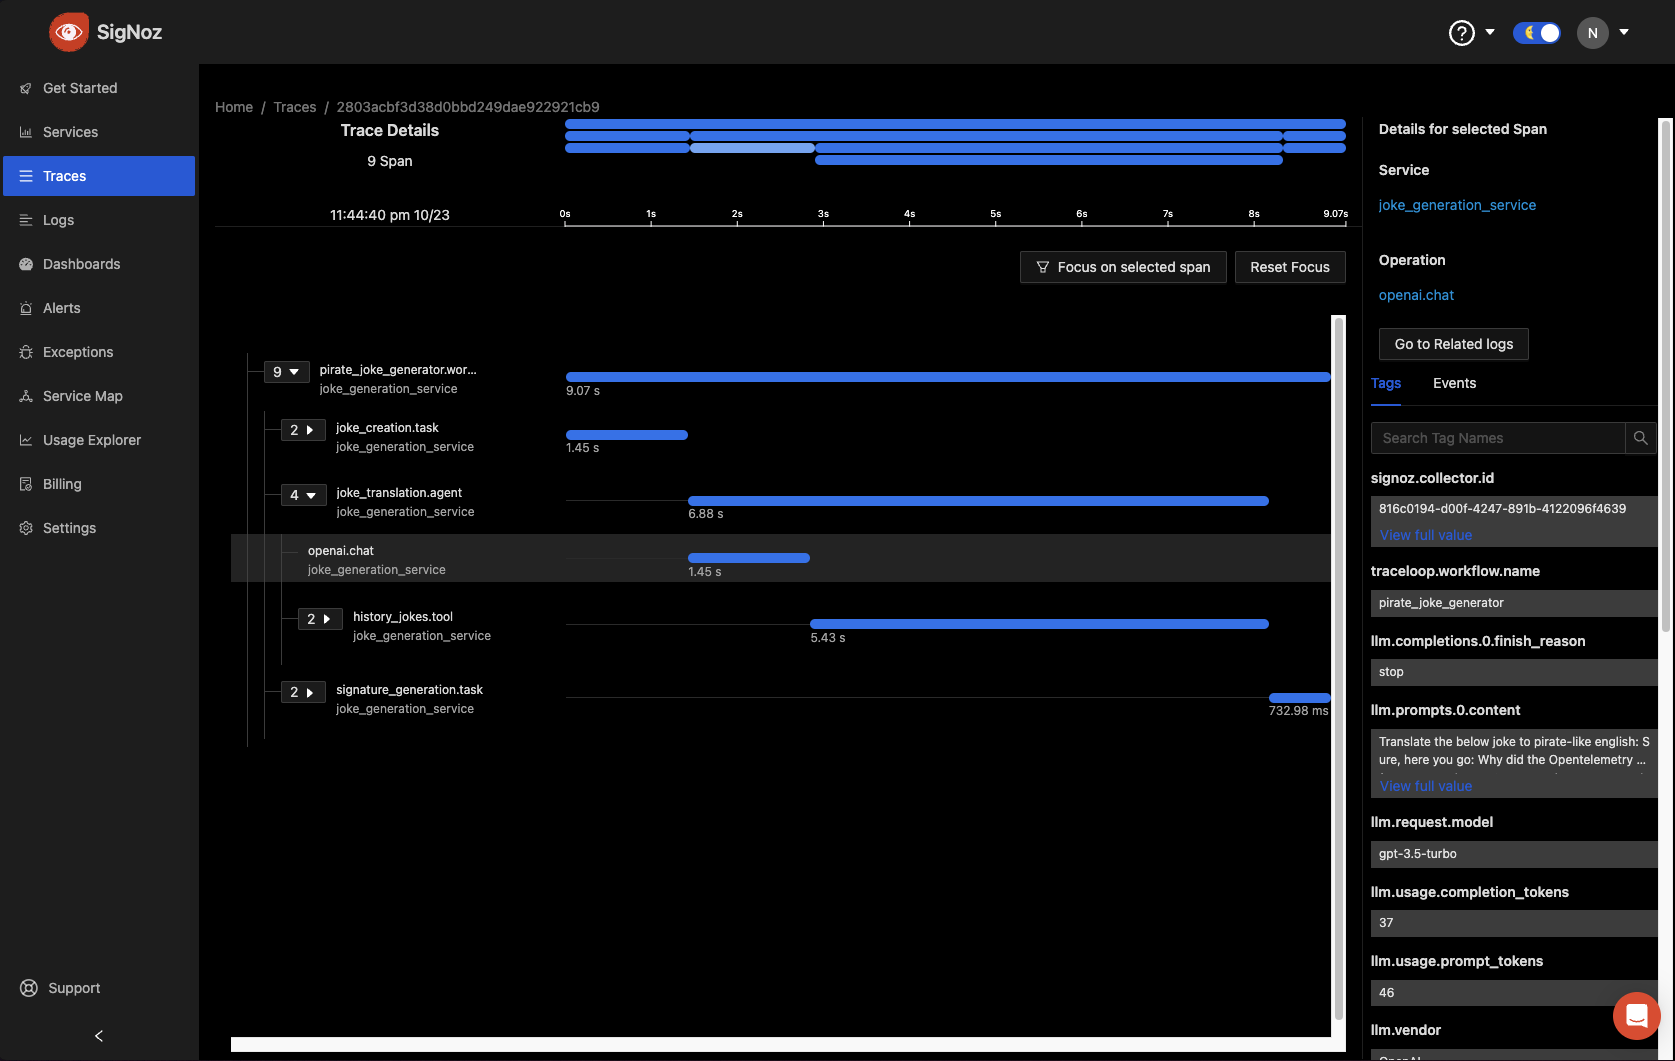 SigNoz
N
Get Started
Services
Traces
Logs
Dashboards
Alerts
Exceptions
Service Map
Usage Explorer
Billing
Settings
Support
Home / Traces / 2803acbf3d38d0bbd249dae922921cb9
Trace Details
9 Span
11:44:40 pm 10/23
0s 1s 2s 3s 4s 5s 6s 7s 8s 9.07s
Focus on selected span
Reset Focus
9 pirate_joke_generator.wor...
joke_generation_service
9.07 s
2 joke_creation.task
joke_generation_service
1.45 s
4 joke_translation.agent
joke_generation_service
6.88 s
openai.chat
joke_generation_service
1.45 s
2 history_jokes.tool
joke_generation_service
5.43 s
2 signature_generation.task
joke_generation_service
732.98 ms
Details for selected Span
Service
joke_generation_service
Operation
openai.chat
Go to Related logs
Tags Events
Search Tag Names
signoz.collector.id
816c0194-d00f-4247-891b-4122096f4639
View full value
traceloop.workflow.name
pirate_joke_generator
llm.completions.0.finish_reason
stop
llm.prompts.0.content
Translate the below joke to pirate-like english: S
ure, here you go: Why did the Opentelemetry ...
View full value
llm.request.model
gpt-3.5-turbo
llm.usage.completion_tokens
37
llm.usage.prompt_tokens
46
llm.vendor
OpenAI